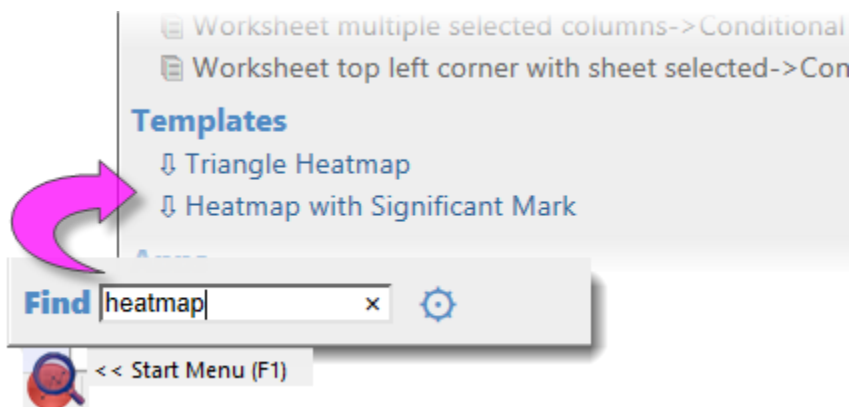 Worksheet multiple selected columns->Conditional
Worksheet top left corner with sheet selected->Con
Templates
⇩ Triangle Heatmap
⇩ Heatmap with Significant Mark
Apps
Find heatmap ×
<< Start Menu (F1)